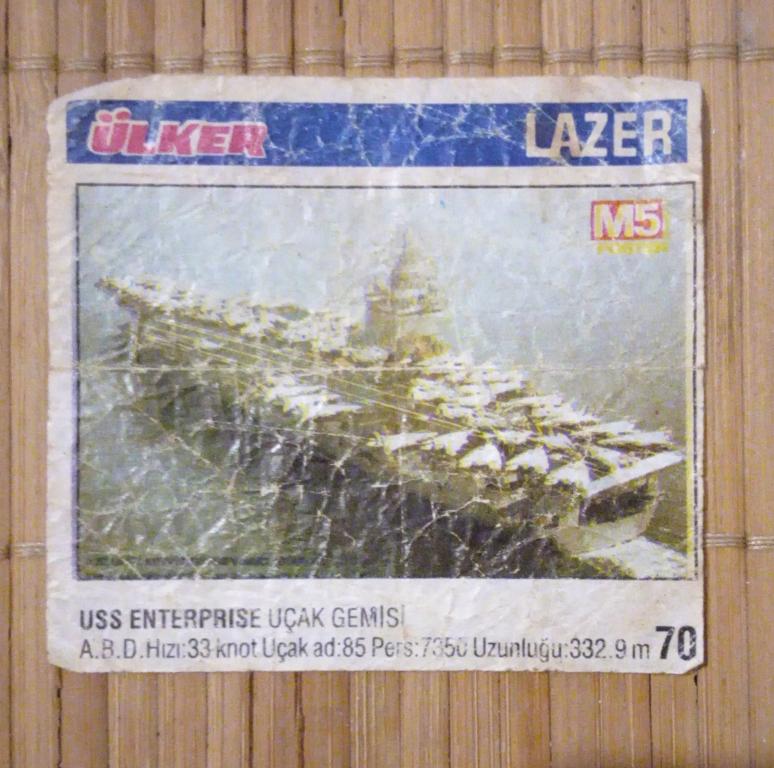 ÜLKER LAZER
M5
POSTER
USS ENTERPRISE UÇAK GEMİSİ
A.B.D. Hızı:33 knot Uçak ad:85 Pers:7350 Uzunluğu:332.9 m 70